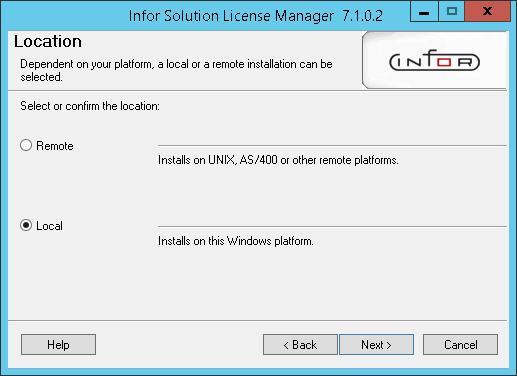 Infor Solution License Manager 7.1.0.2
Location
Dependent on your platform, a local or a remote installation can be
selected.
infor
Select or confirm the location:
Remote
Installs on UNIX, AS/400 or other remote platforms.
Local
Installs on this Windows platform.
Help
< Back
Next >
Cancel